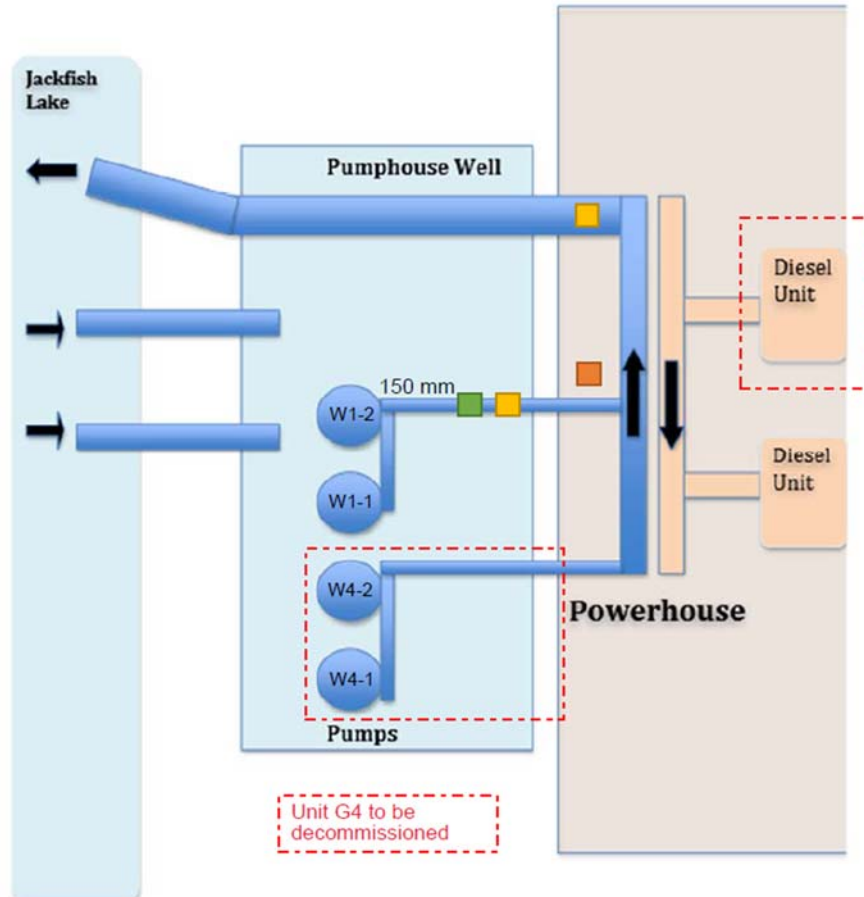 Jackfish
Lake
Pumphouse Well
Diesel
Unit
150 mm
W1-2
Diesel
Unit
W1-1
W4-2
Powerhouse
W4-1
Pumps
Unit G4 to be
decommissioned